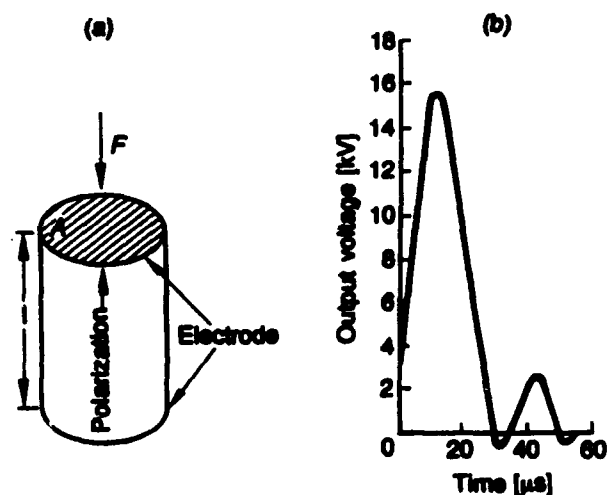 (a)
F
A
Polarization
Electrode
(b)
Output voltage [kV]
18
16
14
12
10
8
6
4
2
0
20
40
60
Time [μs]